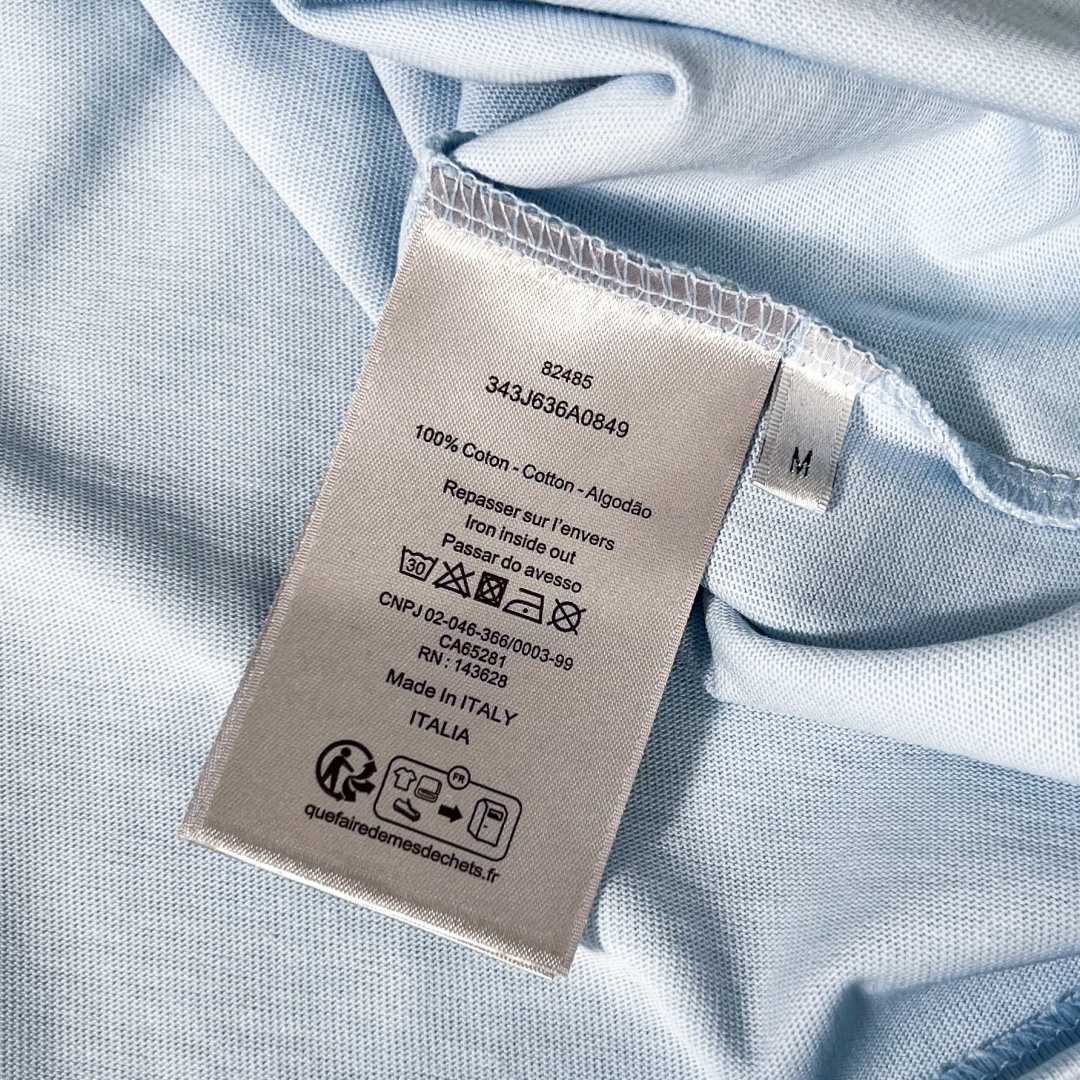 82485
343J636A0849
100% Coton - Cotton - Algodão
Repasser sur l'envers
Iron inside out
Passar do avesso
30
CNPJ 02-046-366/0003-99
CA65281
RN : 143628
Made In ITALY
ITALIA
FR
quefairedemesdechets.fr
M